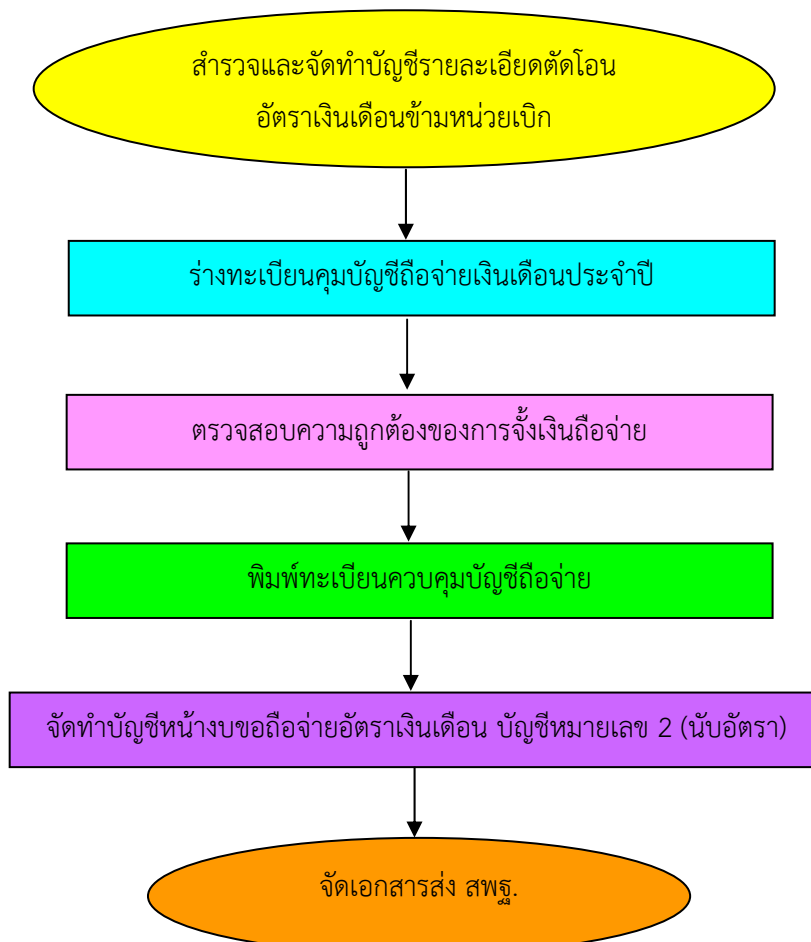 สำรวจและจัดทำบัญชีรายละเอียดตัดโอน
อัตราเงินเดือนข้ามหน่วยเบิก
ร่างทะเบียนคุมบัญชีถือจ่ายเงินเดือนประจำปี
ตรวจสอบความถูกต้องของการจั้งเงินถือจ่าย
พิมพ์ทะเบียนควบคุมบัญชีถือจ่าย
จัดทำบัญชีหน้างบขอถือจ่ายอัตราเงินเดือน บัญชีหมายเลข 2 (นับอัตรา)
จัดเอกสารส่ง สพฐ.